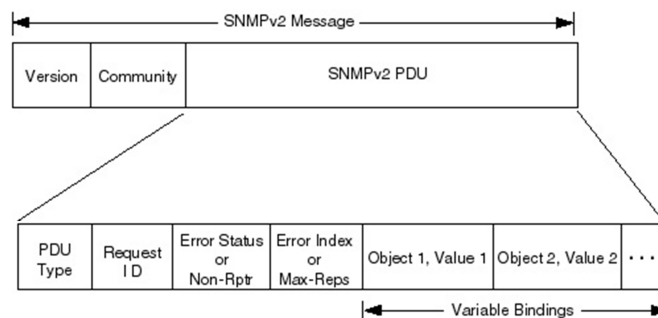 SNMPv2 Message
Version
Community
SNMPv2 PDU
PDU
Type
Request
ID
Error Status
or
Non-Rptr
Error Index
or
Max-Reps
Object 1, Value 1
Object 2, Value 2
...
Variable Bindings